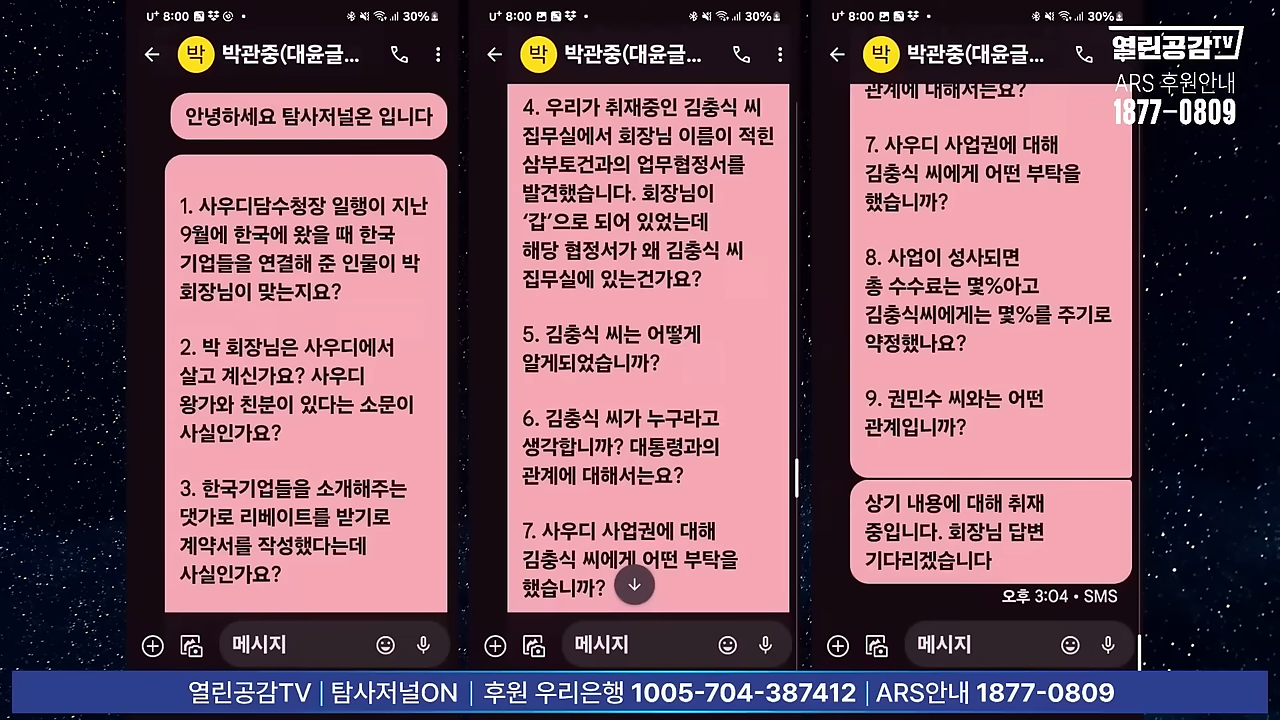 U+ 8:00
30%
박
박관중(대윤글...
안녕하세요 탐사저널온 입니다
1. 사우디담수청장 일행이 지난
9월에 한국에 왔을 때 한국
기업들을 연결해 준 인물이 박
회장님이 맞는지요?
2. 박 회장님은 사우디에서
살고 계신가요? 사우디
왕가와 친분이 있다는 소문이
사실인가요?
3. 한국기업들을 소개해주는
댓가로 리베이트를 받기로
계약서를 작성했다는데
사실인가요?
메시지
U+ 8:00
30%
박
박관중(대윤글...
4. 우리가 취재중인 김충식 씨
집무실에서 회장님 이름이 적힌
삼부토건과의 업무협정서를
발견했습니다. 회장님이
‘갑’으로 되어 있었는데
해당 협정서가 왜 김충식 씨
집무실에 있는건가요?
5. 김충식 씨는 어떻게
알게되었습니까?
6. 김충식 씨가 누구라고
생각합니까? 대통령과의
관계에 대해서는요?
7. 사우디 사업권에 대해
김충식 씨에게 어떤 부탁을
했습니까?
메시지
U+ 8:00
30%
박
박관중(대윤글...
관계에 대해서는요?
7. 사우디 사업권에 대해
김충식 씨에게 어떤 부탁을
했습니까?
8. 사업이 성사되면
총 수수료는 몇%아고
김충식씨에게는 몇%를 주기로
약정했나요?
9. 권민수 씨와는 어떤
관계입니까?
상기 내용에 대해 취재
중입니다. 회장님 답변
기다리겠습니다
오후 3:04 • SMS
메시지
열린공감TV
ARS 후원안내
1877-0809
열린공감TV | 탐사저널ON | 후원 우리은행 1005-704-387412 | ARS안내 1877-0809